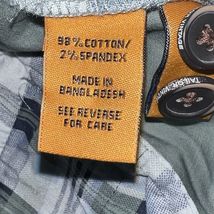 98% COTTON/
2% SPANDEX
MADE IN
BANGLADESH
SEE REVERSE
FOR CARE